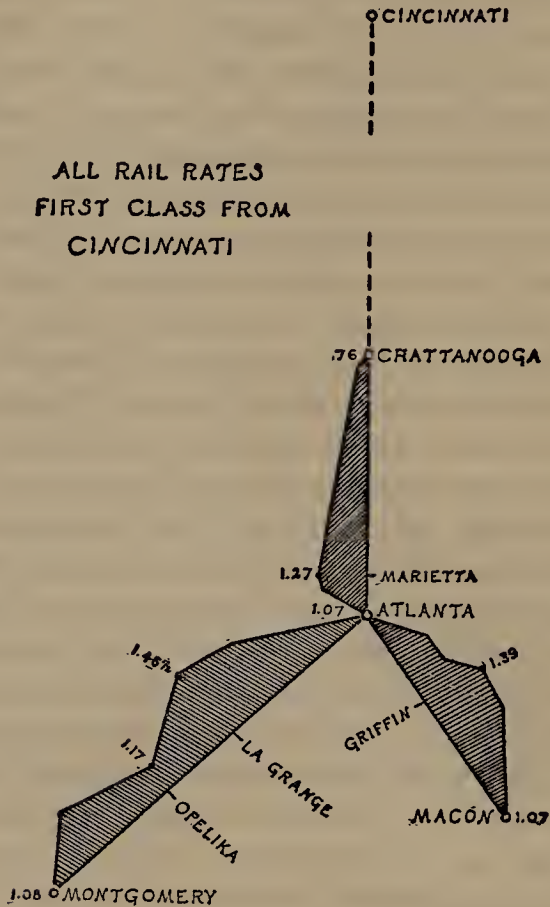 CINCINNATI
ALL RAIL RATES
FIRST CLASS FROM
CINCINNATI
.76 CHATTANOOGA
1.27 MARIETTA
1.07 ATLANTA
1.39
GRIFFIN
LA GRANGE
1.17
OPELIKA
MACÓN 1.07
1.08 MONTGOMERY